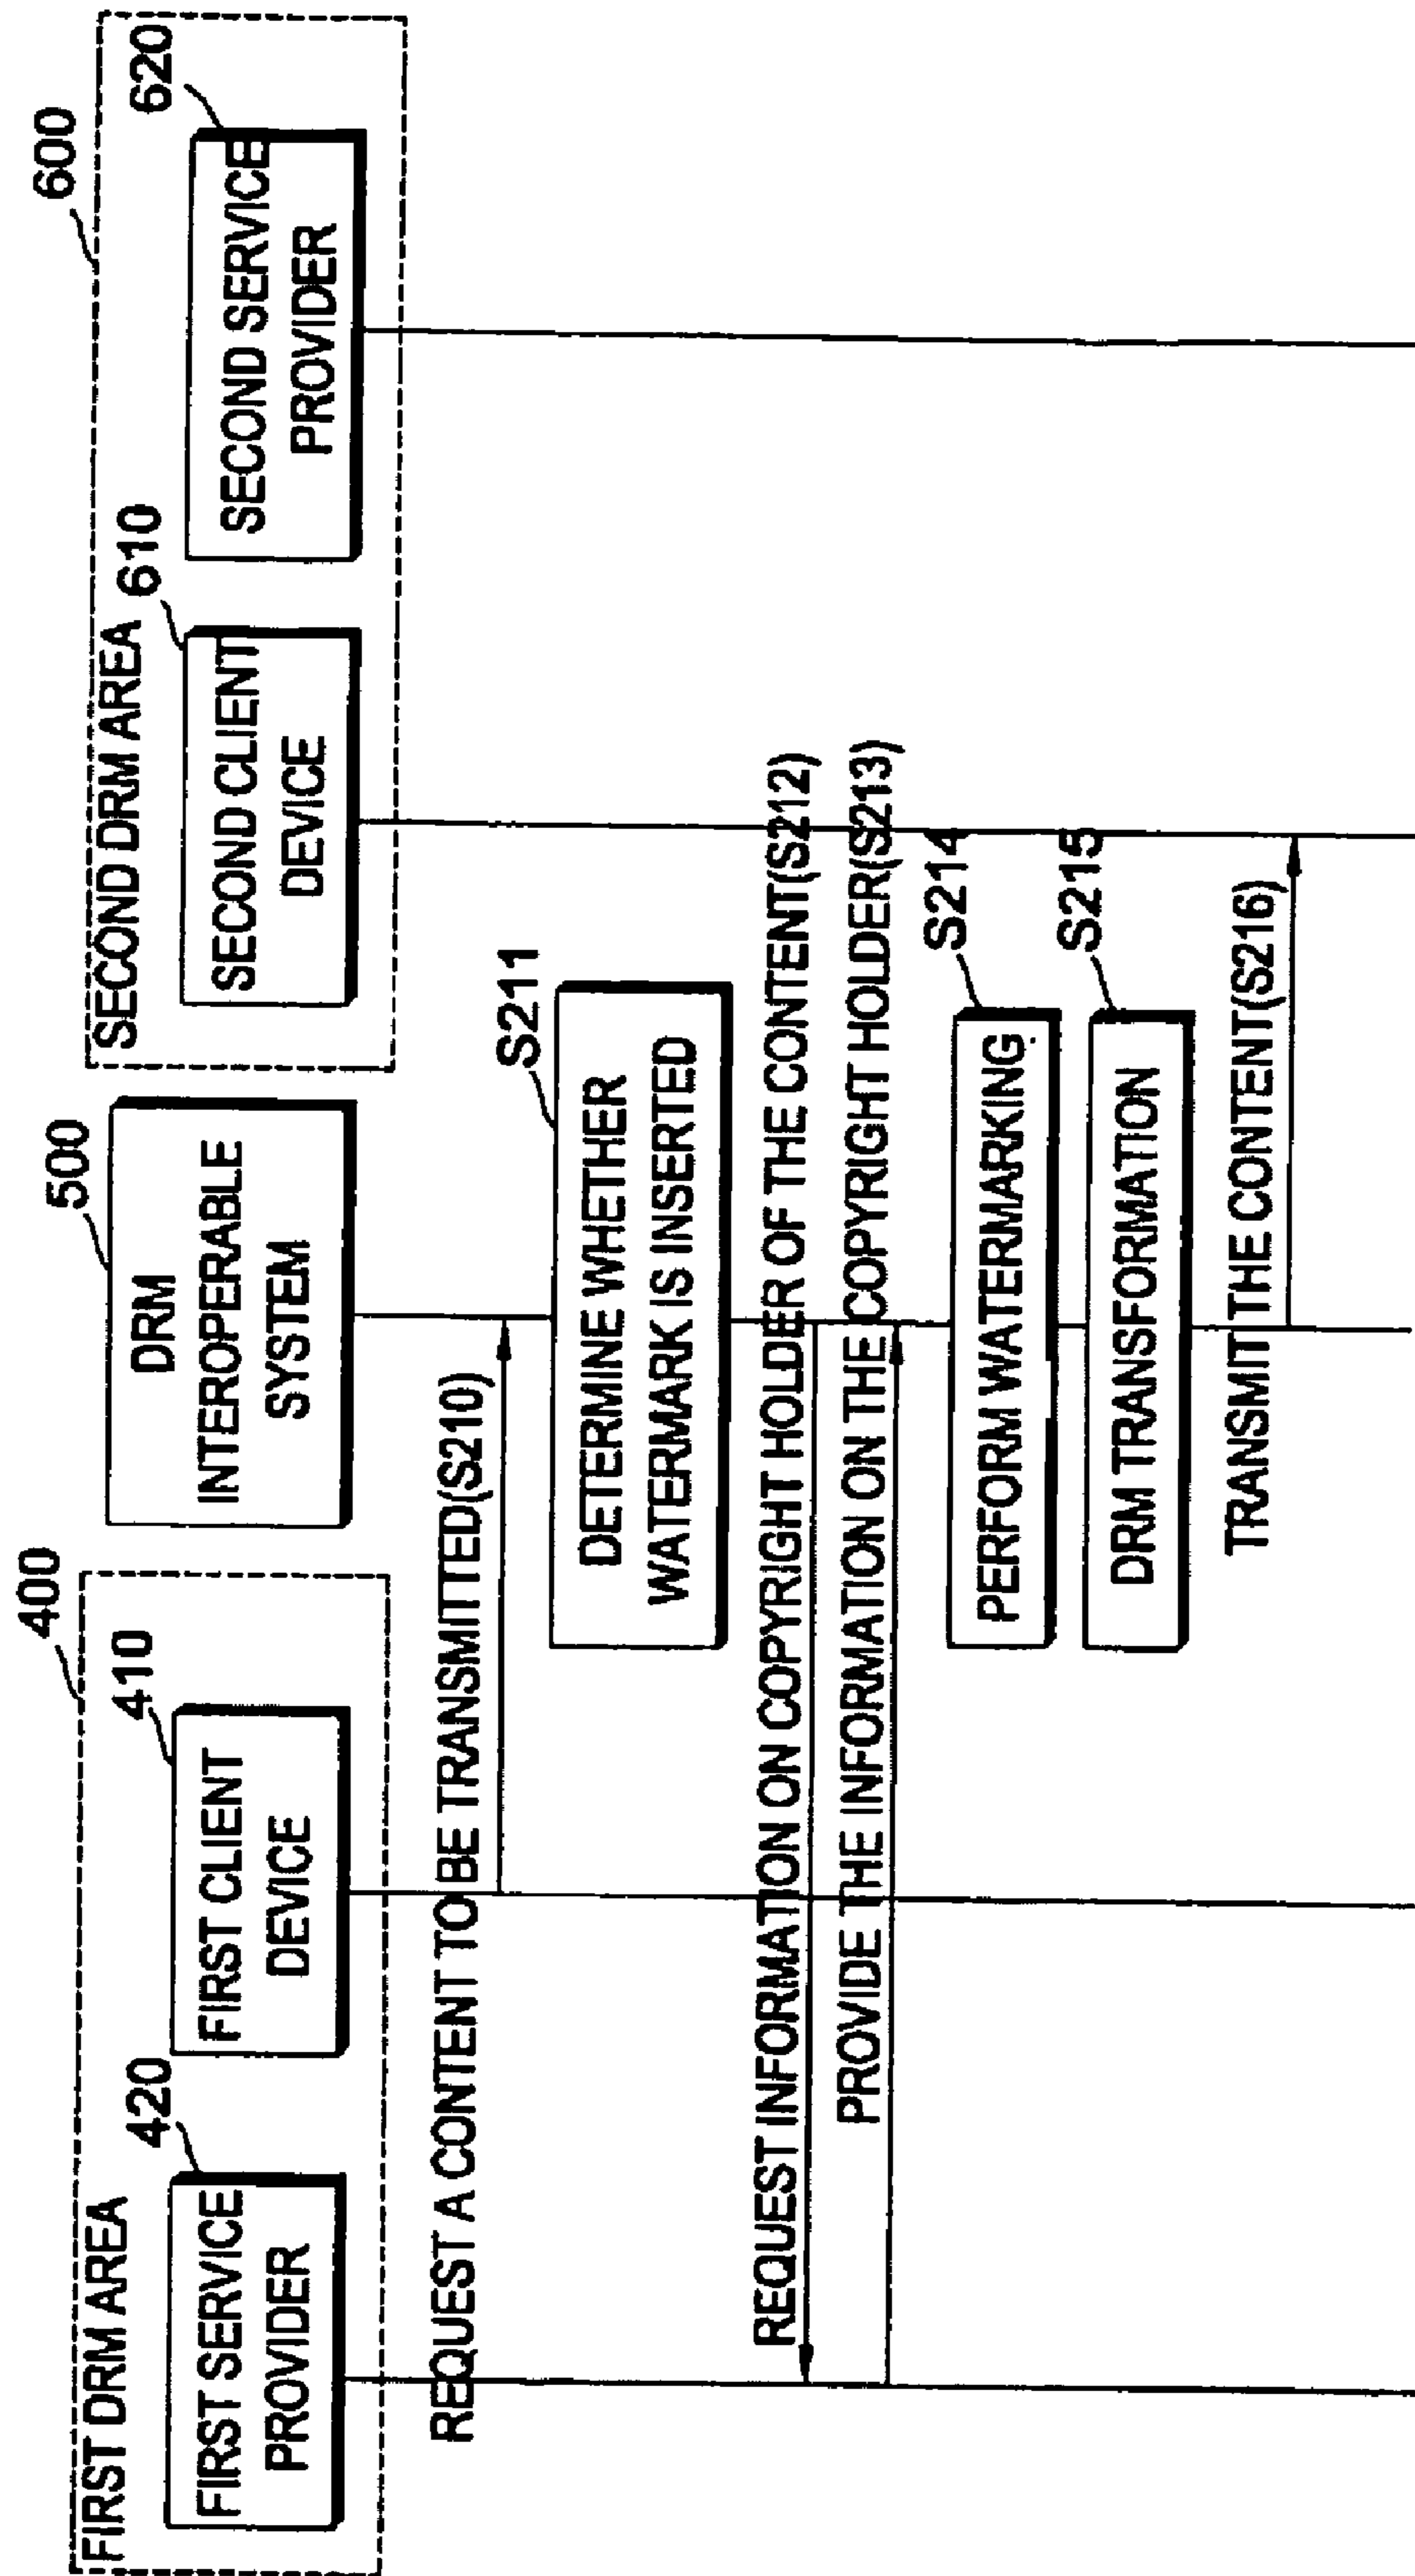 400
600
FIRST DRM AREA
SECOND DRM AREA
420
410
500
610
620
FIRST SERVICE
PROVIDER
FIRST CLIENT
DEVICE
DRM
INTEROPERABLE
SYSTEM
SECOND CLIENT
DEVICE
SECOND SERVICE
PROVIDER
REQUEST A CONTENT TO BE TRANSMITTED(S210)
S211
DETERMINE WHETHER
WATERMARK IS INSERTED
REQUEST INFORMATION ON COPYRIGHT HOLDER OF THE CONTENT(S212)
PROVIDE THE INFORMATION ON THE COPYRIGHT HOLDER(S213)
S214
PERFORM WATERMARKING
S215
DRM TRANSFORMATION
TRANSMIT THE CONTENT(S216)